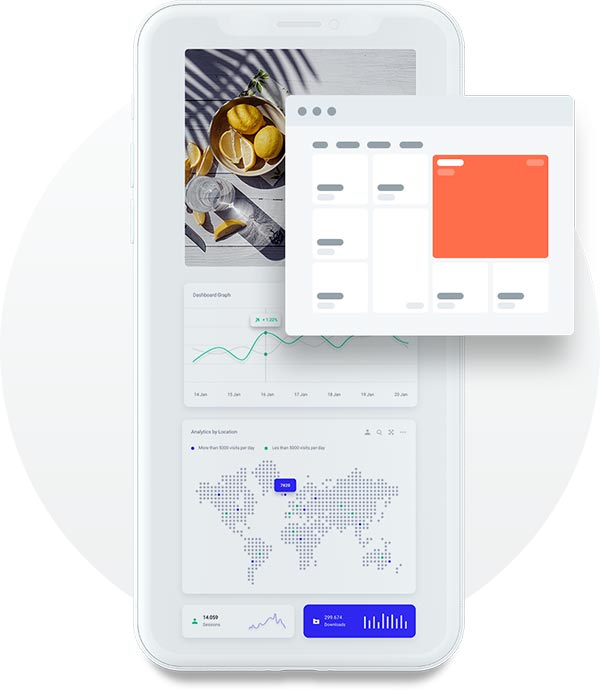 Dashboard Graph
+ 1.20%
14 Jan 15 Jan 16 Jan 17 Jan 18 Jan 19 Jan 20 Jan
Analytics by Location
More than 5000 visits per day Les than 5000 visits per day
7828
14.059
Sessions
299.674
Downloads